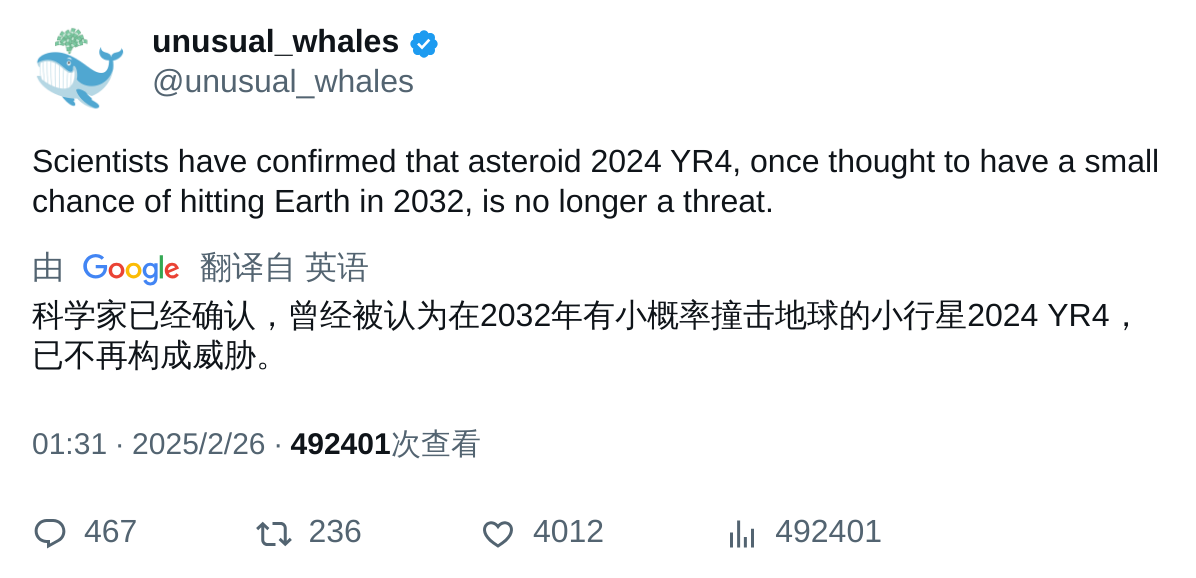 unusual_whales
@unusual_whales
Scientists have confirmed that asteroid 2024 YR4, once thought to have a small
chance of hitting Earth in 2032, is no longer a threat.
由 Google 翻译自 英语
科学家已经确认，曾经被认为在2032年有小概率撞击地球的小行星2024 YR4，
已不再构成威胁。
01:31 · 2025/2/26 · 492401次查看
467 236 4012 492401